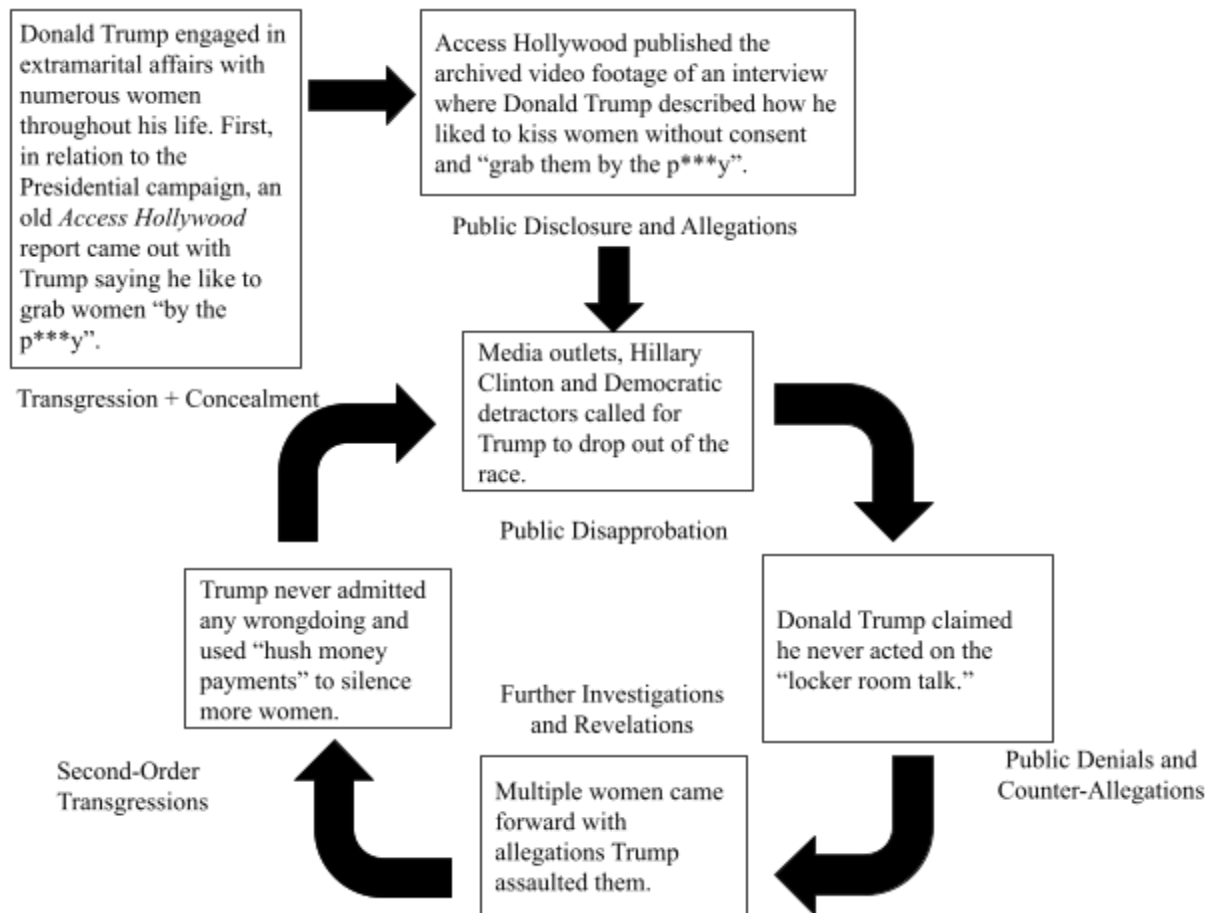 Donald Trump engaged in
extramarital affairs with
numerous women
throughout his life. First,
in relation to the
Presidential campaign, an
old Access Hollywood
report came out with
Trump saying he like to
grab women “by the
p***y”.
Transgression + Concealment
Access Hollywood published the
archived video footage of an interview
where Donald Trump described how he
liked to kiss women without consent
and “grab them by the p***y”.
Public Disclosure and Allegations
Media outlets, Hillary
Clinton and Democratic
detractors called for
Trump to drop out of the
race.
Public Disapprobation
Donald Trump claimed
he never acted on the
“locker room talk.”
Public Denials and
Counter-Allegations
Further Investigations
and Revelations
Multiple women came
forward with
allegations Trump
assaulted them.
Trump never admitted
any wrongdoing and
used “hush money
payments” to silence
more women.
Second-Order
Transgressions